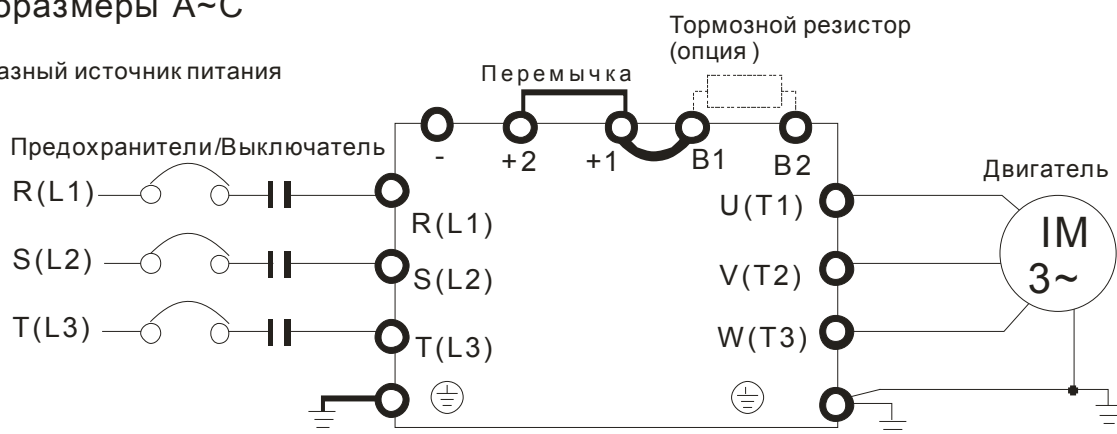 оразмеры A~C
азный источник питания
Тормозной резистор
(опция )
Перемычка
Предохранители/Выключатель
- +2 +1 B1 B2
Двигатель
R(L1)
R(L1)
U(T1)
IM
3~
S(L2)
S(L2)
V(T2)
T(L3)
T(L3)
W(T3)